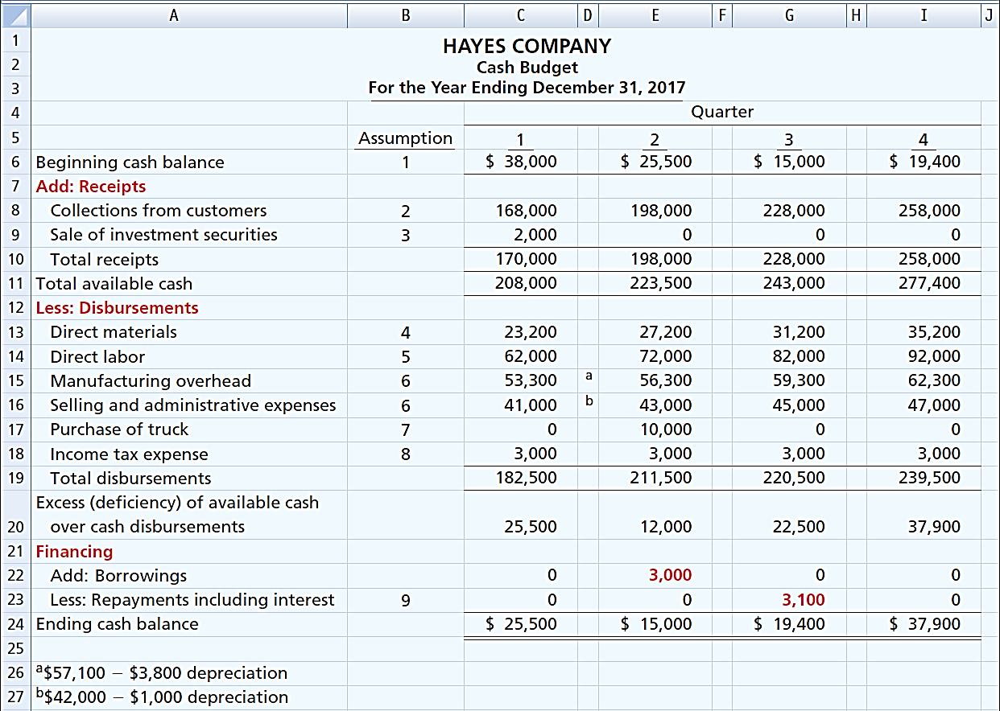 A B C D E F G H I J
1 HAYES COMPANY
2 Cash Budget
3 For the Year Ending December 31, 2017
4 Quarter
5 Assumption 1 2 3 4
6 Beginning cash balance 1 $ 38,000 $ 25,500 $ 15,000 $ 19,400
7 Add: Receipts
8 Collections from customers 2 168,000 198,000 228,000 258,000
9 Sale of investment securities 3 2,000 0 0 0
10 Total receipts 170,000 198,000 228,000 258,000
11 Total available cash 208,000 223,500 243,000 277,400
12 Less: Disbursements
13 Direct materials 4 23,200 27,200 31,200 35,200
14 Direct labor 5 62,000 72,000 82,000 92,000
15 Manufacturing overhead 6 53,300 a 56,300 59,300 62,300
16 Selling and administrative expenses 6 41,000 b 43,000 45,000 47,000
17 Purchase of truck 7 0 10,000 0 0
18 Income tax expense 8 3,000 3,000 3,000 3,000
19 Total disbursements 182,500 211,500 220,500 239,500
Excess (deficiency) of available cash
20 over cash disbursements 25,500 12,000 22,500 37,900
21 Financing
22 Add: Borrowings 0 3,000 0 0
23 Less: Repayments including interest 9 0 0 3,100 0
24 Ending cash balance $ 25,500 $ 15,000 $ 19,400 $ 37,900
25
26 a$57,100 – $3,800 depreciation
27 b$42,000 – $1,000 depreciation